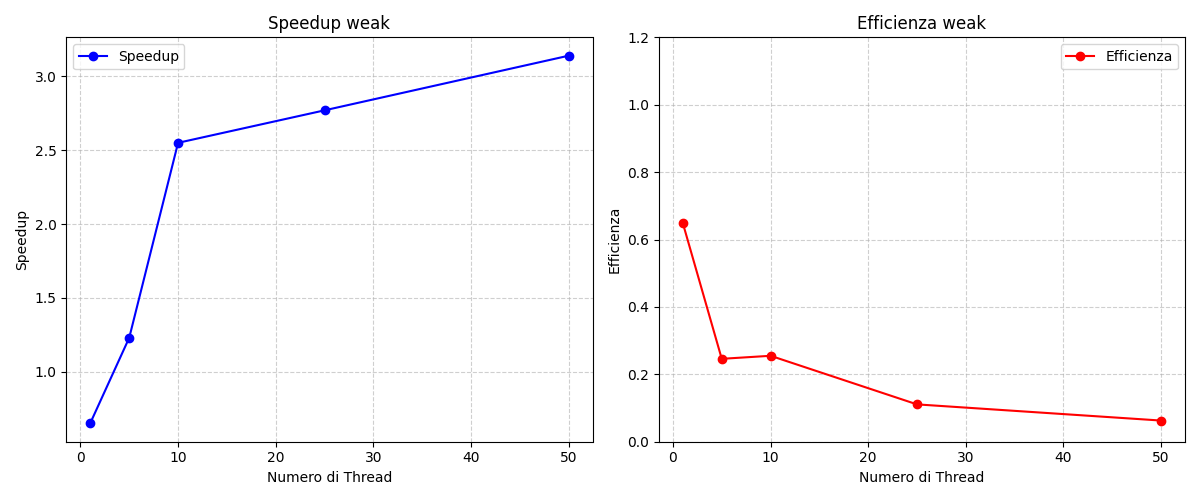 Speedup weak
Speedup
3.0
2.5
2.0
1.5
1.0
Speedup
0 10 20 30 40 50
Numero di Thread
Efficienza weak
Efficienza
1.2
1.0
0.8
0.6
0.4
0.2
0.0
Efficienza
0 10 20 30 40 50
Numero di Thread